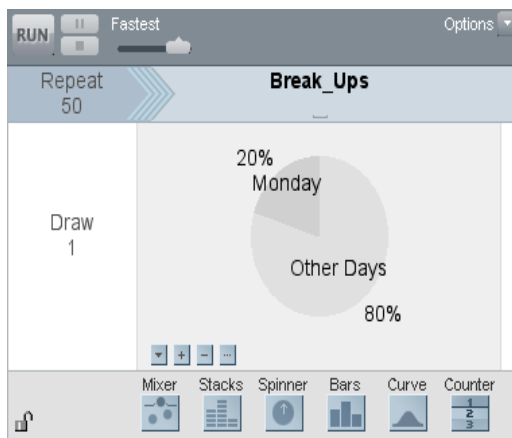 RUN
Fastest
Options
Repeat
50
Break_Ups
Draw
1
20%
Monday
Other Days
80%
Mixer Stacks Spinner Bars Curve Counter
1
2
3